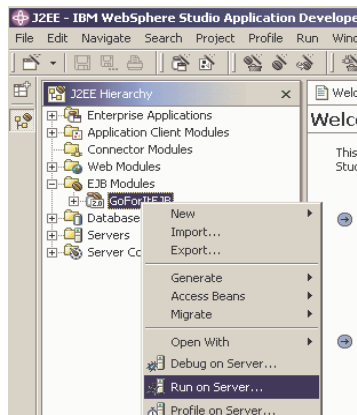 J2EE - IBM WebSphere Studio Application Develope
File Edit Navigate Search Project Profile Run Wind
J2EE Hierarchy
Enterprise Applications
Application Client Modules
Connector Modules
Web Modules
EJB Modules
GoForItEJB
Database
Servers
Server Co
New
Import...
Export...
Generate
Access Beans
Migrate
Open With
Debug on Server...
Run on Server...
Profile on Server...
Welc
Welco
This
Stud